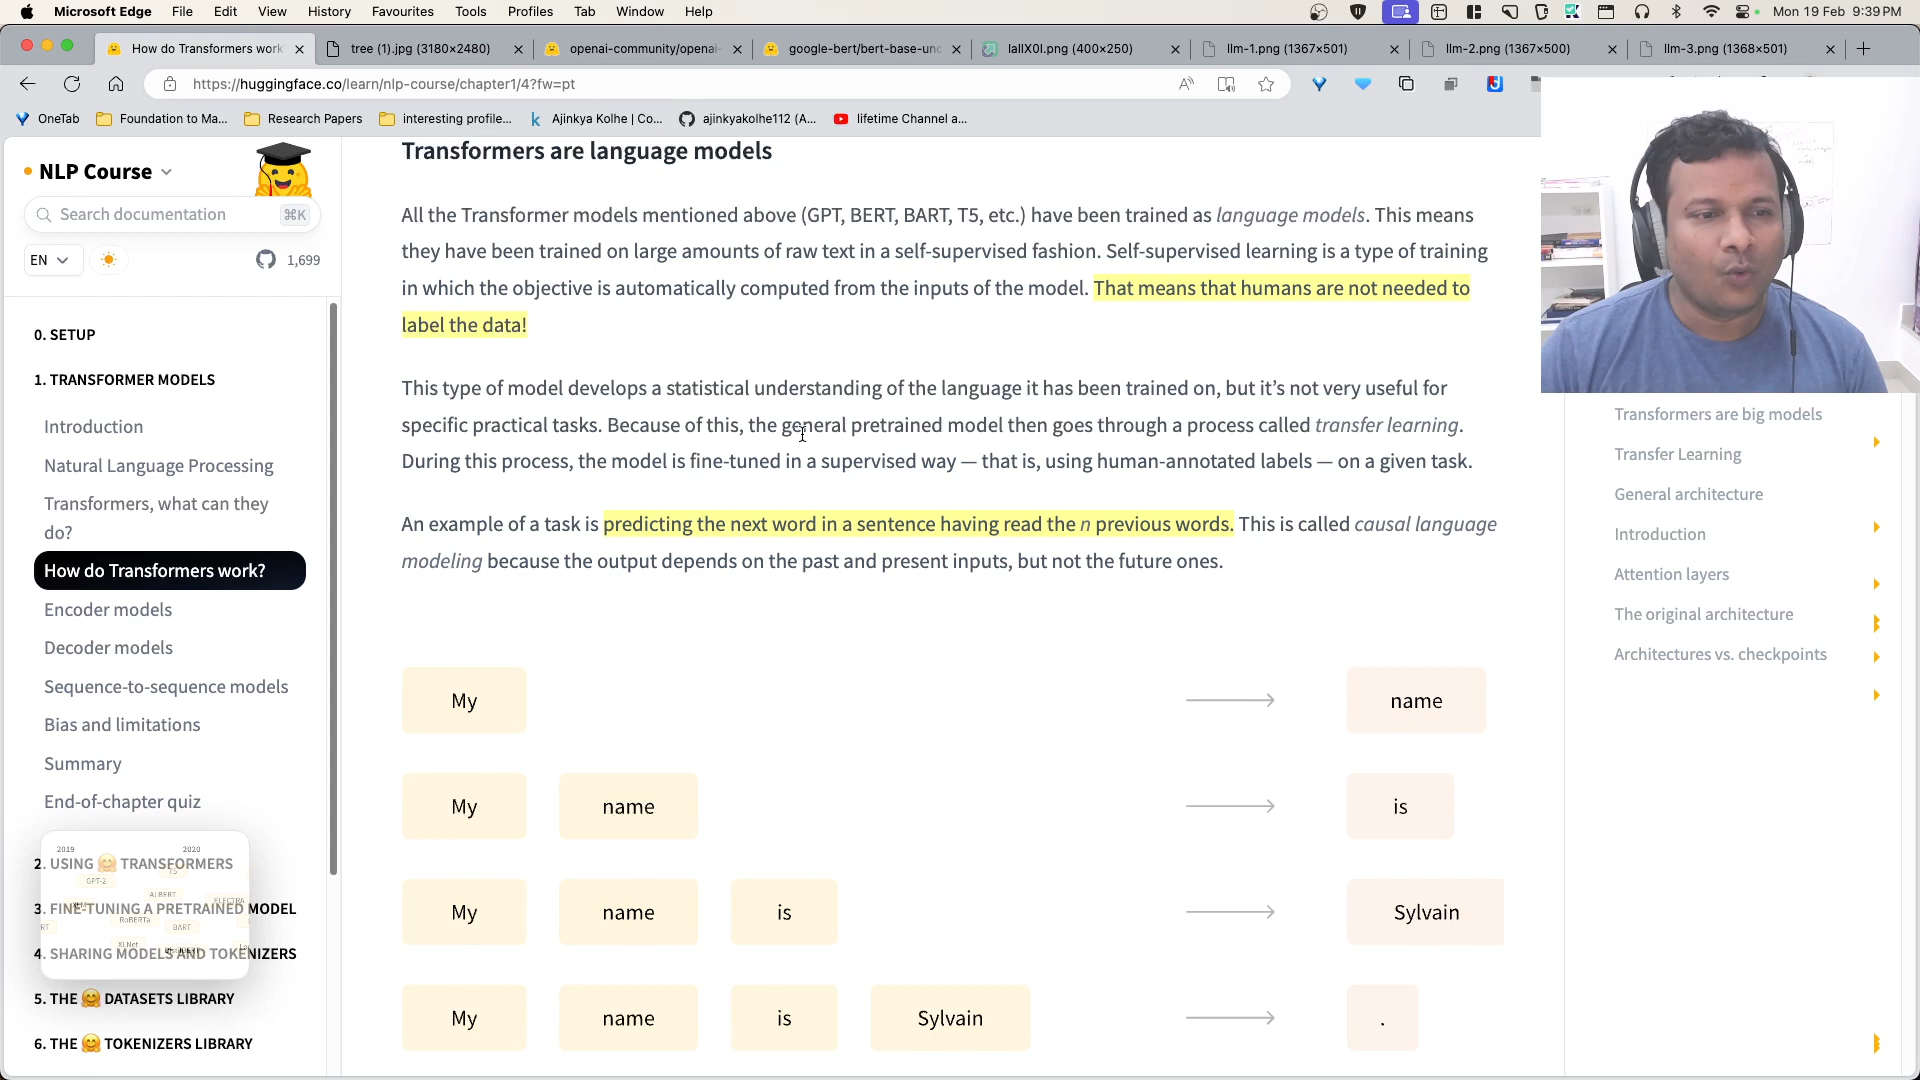 Microsoft Edge File Edit View History Favourites Tools Profiles Tab Window Help Mon 19 Feb 9:39 PM
How do Transformers work tree (1).jpg (3180×2480) openai-community/openai- google-bert/bert-base-unc IalIX0I.png (400×250) llm-1.png (1367×501) llm-2.png (1367×500) llm-3.png (1368×501)
https://huggingface.co/learn/nlp-course/chapter1/4?fw=pt
OneTab Foundation to Ma... Research Papers interesting profile... Ajinkya Kolhe | Co... ajinkyakolhe112 (A... lifetime Channel a...
NLP Course
Search documentation ⌘K
EN 1,699
0. SETUP
1. TRANSFORMER MODELS
Introduction
Natural Language Processing
Transformers, what can they
do?
How do Transformers work?
Encoder models
Decoder models
Sequence-to-sequence models
Bias and limitations
Summary
End-of-chapter quiz
2. USING 🤗 TRANSFORMERS
3. FINE-TUNING A PRETRAINED MODEL
4. SHARING MODELS AND TOKENIZERS
5. THE 🤗 DATASETS LIBRARY
6. THE 🤗 TOKENIZERS LIBRARY
2019 2020
GPT-2 T5
ALBERT
ELECTRA
RoBERTa
BART
XLNet
Transformers are language models
All the Transformer models mentioned above (GPT, BERT, BART, T5, etc.) have been trained as language models. This means
they have been trained on large amounts of raw text in a self-supervised fashion. Self-supervised learning is a type of training
in which the objective is automatically computed from the inputs of the model. That means that humans are not needed to
label the data!
This type of model develops a statistical understanding of the language it has been trained on, but it’s not very useful for
specific practical tasks. Because of this, the general pretrained model then goes through a process called transfer learning.
During this process, the model is fine-tuned in a supervised way — that is, using human-annotated labels — on a given task.
An example of a task is predicting the next word in a sentence having read the n previous words. This is called causal language
modeling because the output depends on the past and present inputs, but not the future ones.
My name
My name is
My name is Sylvain
My name is Sylvain .
Transformers are big models
Transfer Learning
General architecture
Introduction
Attention layers
The original architecture
Architectures vs. checkpoints